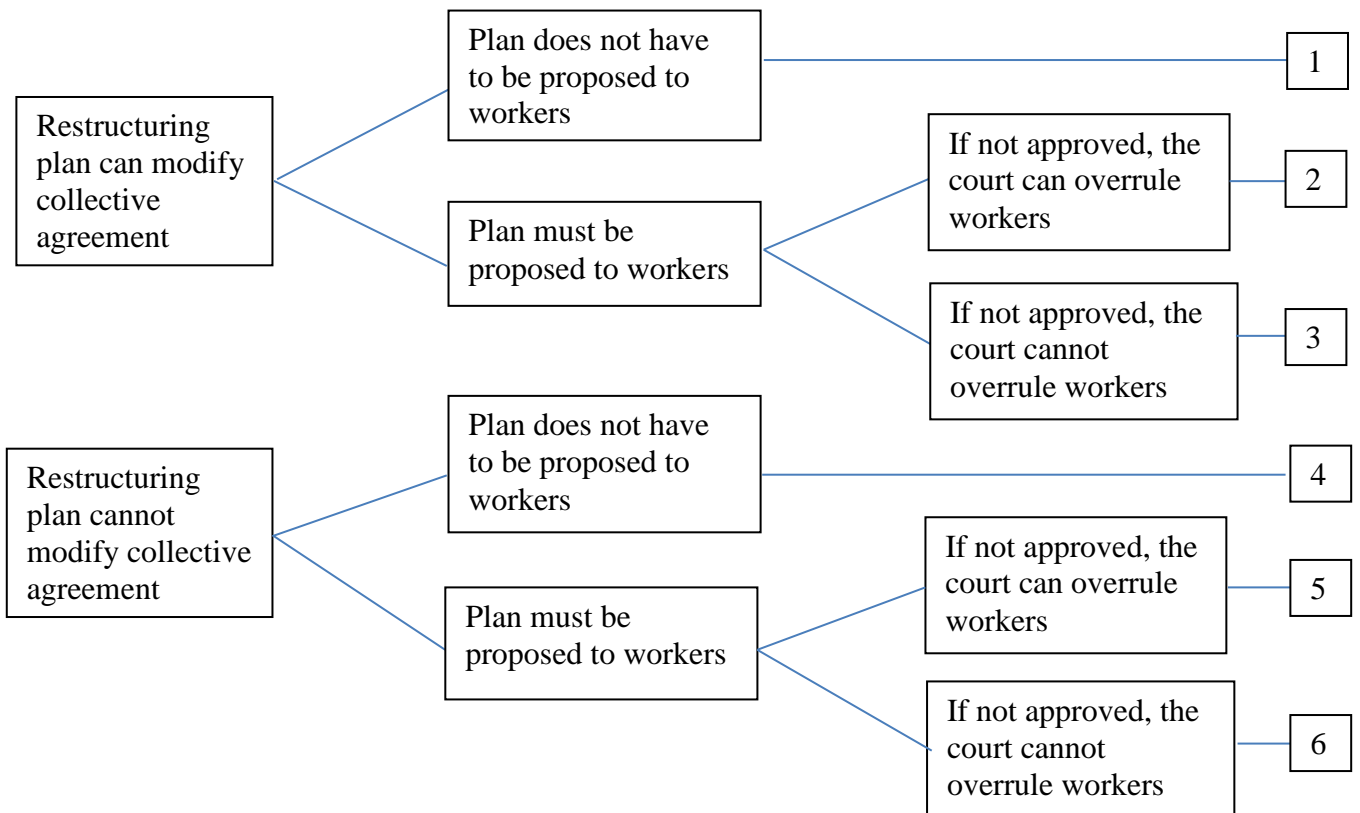 Restructuring
plan can modify
collective
agreement
Plan does not have
to be proposed to
workers
1
Plan must be
proposed to workers
If not approved, the
court can overrule
workers
2
If not approved, the
court cannot
overrule workers
3
Restructuring
plan cannot
modify collective
agreement
Plan does not have
to be proposed to
workers
4
Plan must be
proposed to workers
If not approved, the
court can overrule
workers
5
If not approved, the
court cannot
overrule workers
6